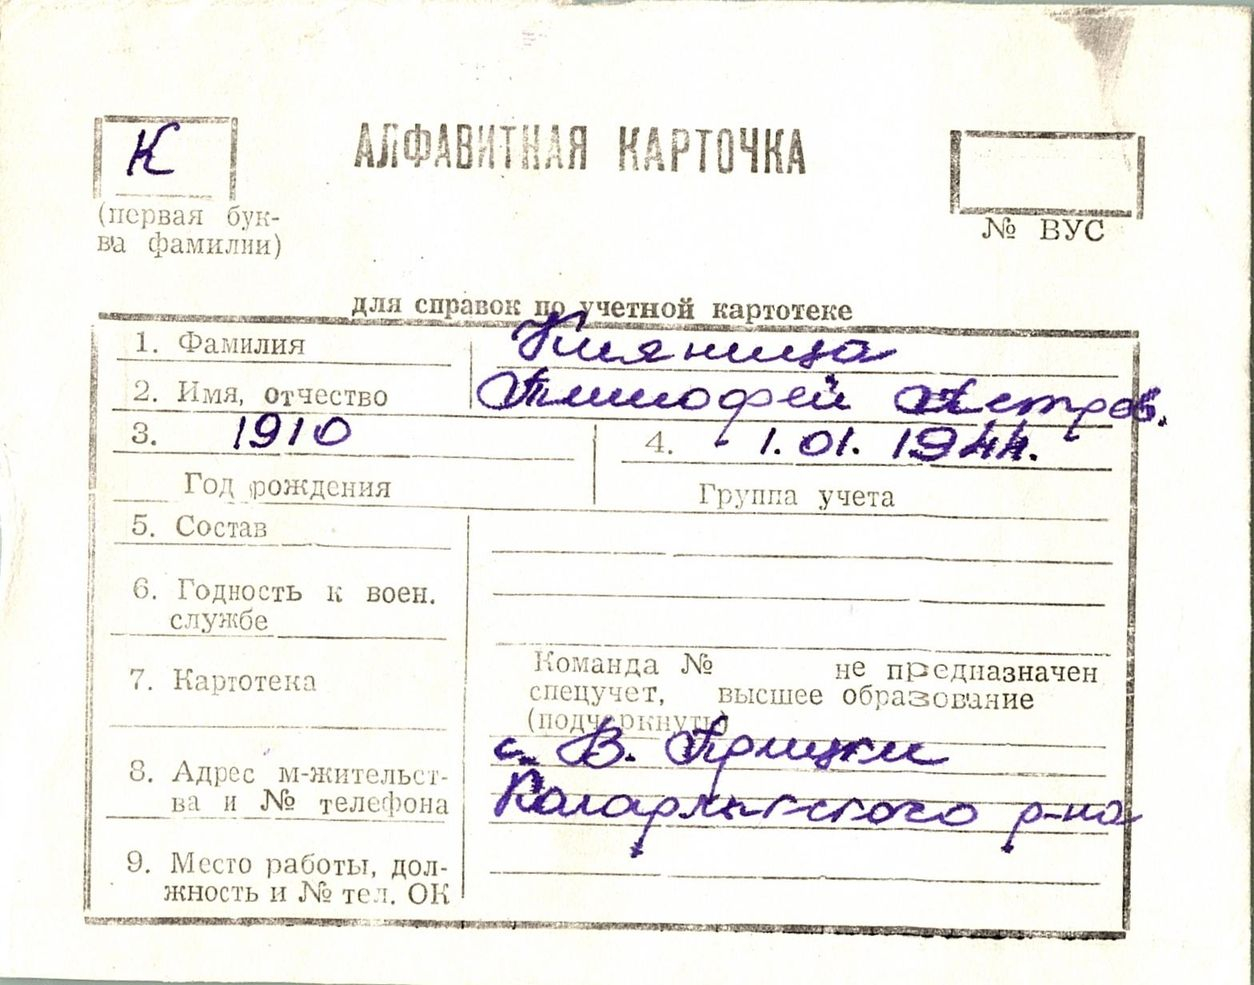 К
АЛФАВИТНАЯ КАРТОЧКА
(первая бук-
ва фамилии)
№ ВУС
для справок по учетной картотеке
1. Фамилия Кияница
2. Имя, отчество Тимофей Петров.
3. 1910 4. 1.01.1944.
Год рождения Группа учета
5. Состав
6. Годность к воен.
службе
7. Картотека
Команда № не предназначен
спецучет, высшее образование
(подчеркнуть)
8. Адрес м-жительст-
ва и № телефона
с. В. Прицки
Кагарлыкского р-на
9. Место работы, дол-
жность и № тел. ОК